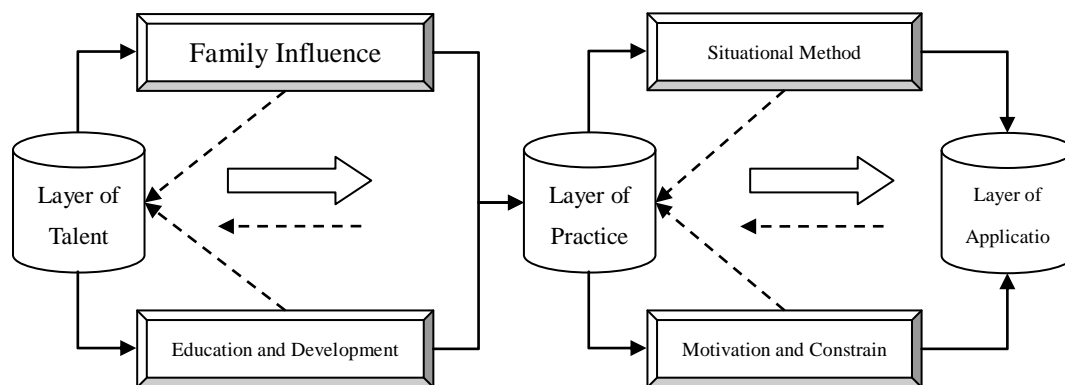 Family Influence
Situational Method
Layer of
Talent
Layer of
Practice
Layer of
Applicatio
Education and Development
Motivation and Constrain